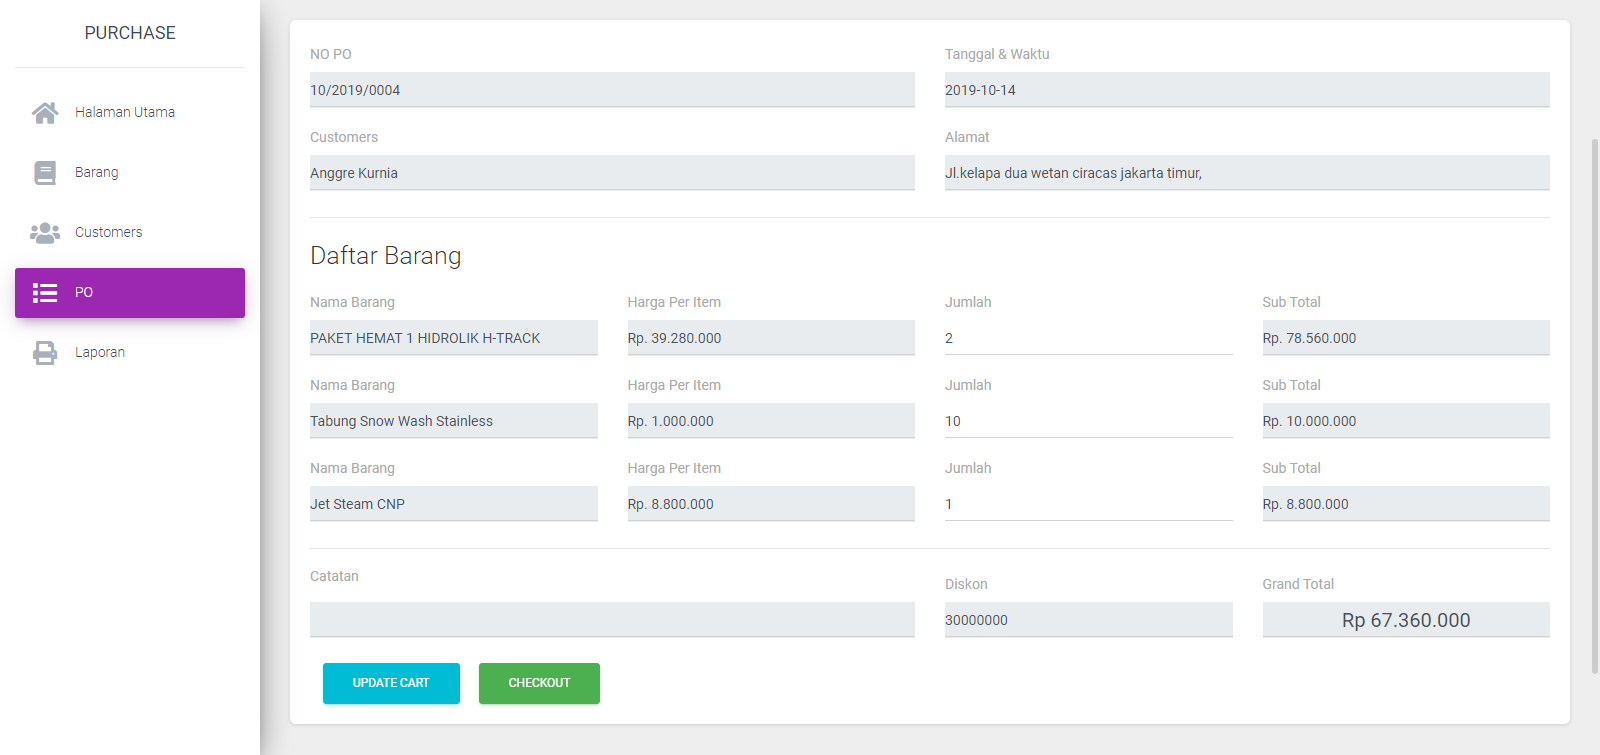 PURCHASE
Halaman Utama
Barang
Customers
PO
Laporan
NO PO
Tanggal & Waktu
10/2019/0004
2019-10-14
Customers
Alamat
Anggre Kurnia
Jl.kelapa dua wetan ciracas jakarta timur,
Daftar Barang
Nama Barang
Harga Per Item
Jumlah
Sub Total
PAKET HEMAT 1 HIDROLIK H-TRACK
Rp. 39.280.000
2
Rp. 78.560.000
Nama Barang
Harga Per Item
Jumlah
Sub Total
Tabung Snow Wash Stainless
Rp. 1.000.000
10
Rp. 10.000.000
Nama Barang
Harga Per Item
Jumlah
Sub Total
Jet Steam CNP
Rp. 8.800.000
1
Rp. 8.800.000
Catatan
Diskon
Grand Total
30000000
Rp 67.360.000
UPDATE CART
CHECKOUT